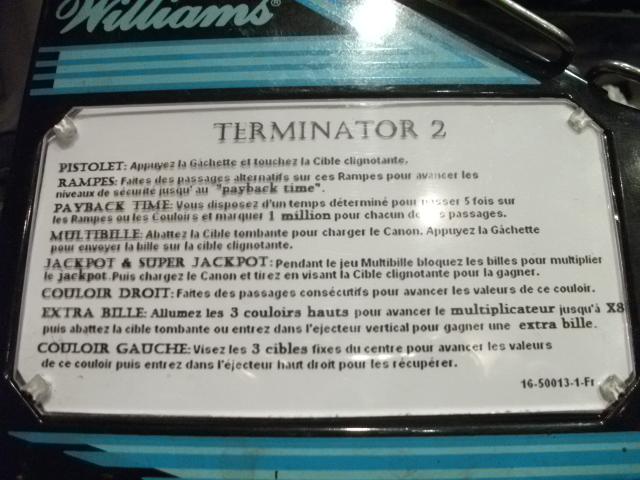 Williams®
TERMINATOR 2
PISTOLET: Appuyez la Gâchette et touchez la Cible clignotante.
RAMPES: Faites des passages alternatifs sur ces Rampes pour avancer les
niveaux de sécurité jusqu' au "payback time".
PAYBACK TIME: Vous disposez d'un temps déterminé pour passer 5 fois sur
les Rampes ou les Couloirs et marquer 1 million pour chacun des passages.
MULTIBILLE: Abattez la Cible tombante pour charger le Canon. Appuyez la Gâchette
pour envoyer la bille sur la cible clignotante.
JACKPOT & SUPER JACKPOT: Pendant le jeu Multibille bloquez les billes pour multiplier
le jackpot. Puis chargez le Canon et tirez en visant la Cible clignotante pour la gagner.
COULOIR DROIT: Faites des passages consécutifs pour avancer les valeurs de ce couloir.
EXTRA BILLE: Allumez les 3 couloirs hauts pour avancer le multiplicateur jusqu'à X8
puis abattez la cible tombante ou entrez dans l'ejecteur vertical pour gagner une extra bille.
COULOIR GAUCHE: Visez les 3 cibles fixes du centre pour avancer les valeurs
de ce couloir puis entrez dans l'éjecteur haut droit pour les récupérer.
16-50013-1-Fr